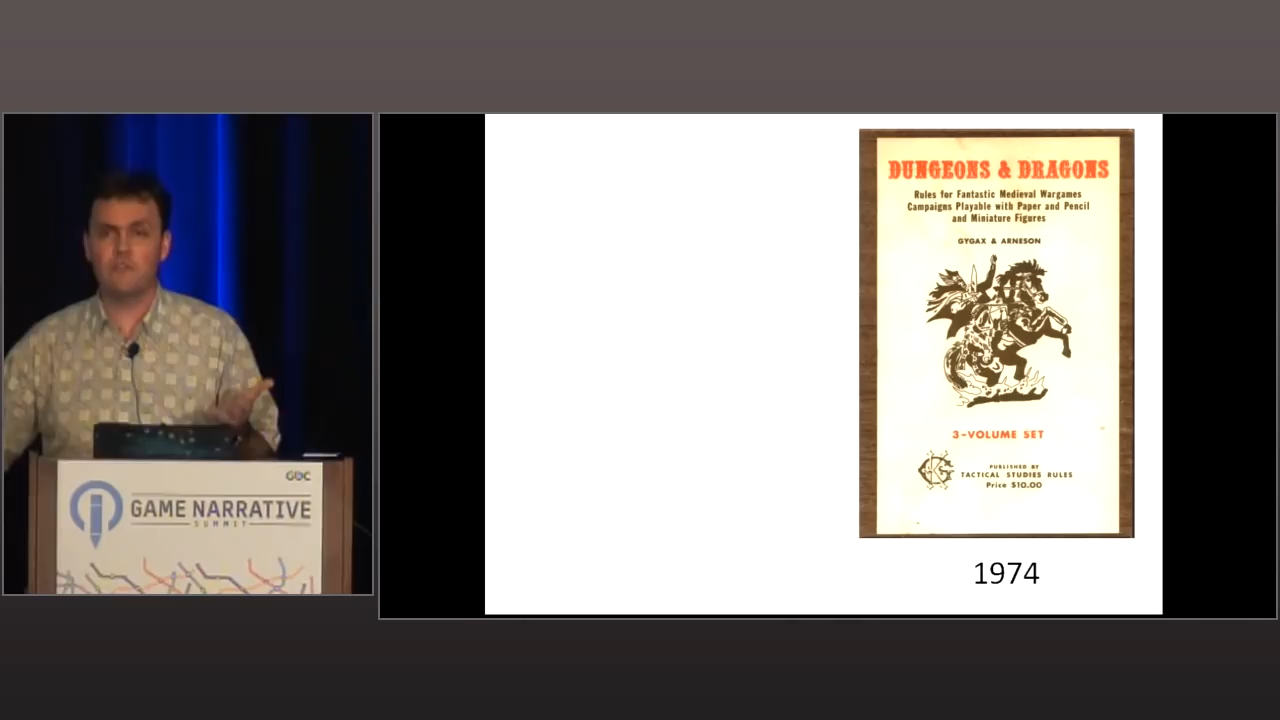 GDC
GAME NARRATIVE
SUMMIT
DUNGEONS & DRAGONS
Rules for Fantastic Medieval Wargames
Campaigns Playable with Paper and Pencil
and Miniature Figures
GYGAX & ARNESON
3-VOLUME SET
PUBLISHED BY
TACTICAL STUDIES RULES
Price $10.00
1974